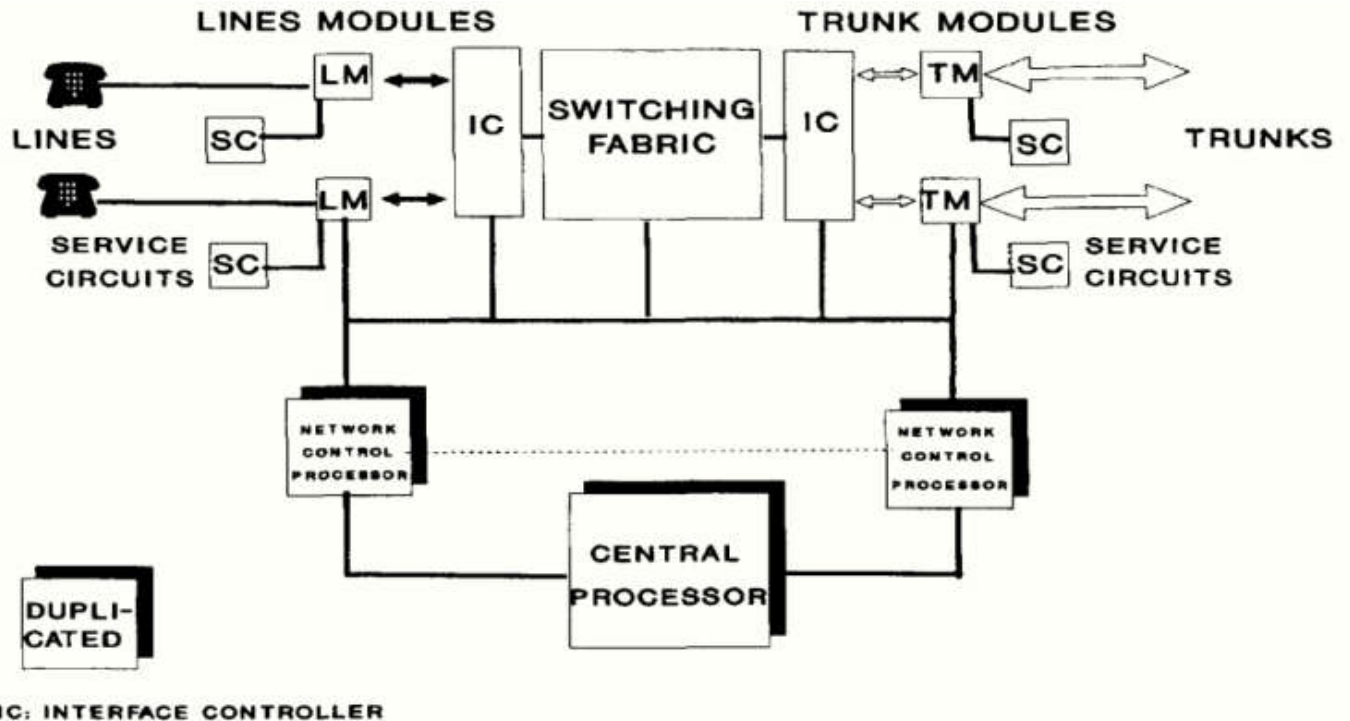 LINES MODULES
TRUNK MODULES
LM
IC
SWITCHING
FABRIC
IC
TM
LINES
SC
SC
TRUNKS
LM
TM
SERVICE
CIRCUITS
SC
SC
SERVICE
CIRCUITS
NETWORK
CONTROL
PROCESSOR
NETWORK
CONTROL
PROCESSOR
CENTRAL
PROCESSOR
DUPLI-
CATED
IC: INTERFACE CONTROLLER